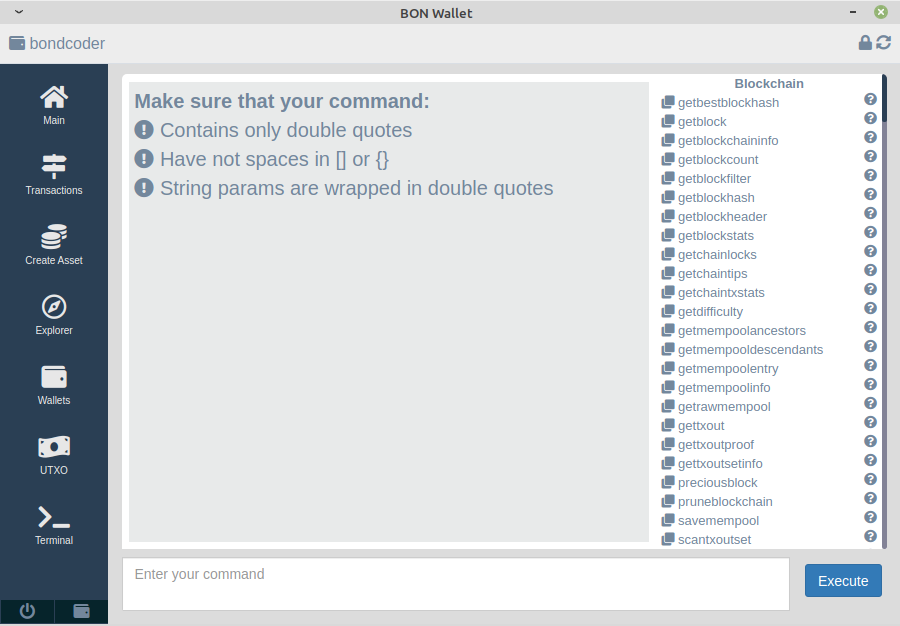 BON Wallet
bondcoder
Main
Transactions
Create Asset
Explorer
Wallets
UTXO
Terminal
Make sure that your command:
Contains only double quotes
Have not spaces in [] or {}
String params are wrapped in double quotes
Blockchain
getbestblockhash
getblock
getblockchaininfo
getblockcount
getblockfilter
getblockhash
getblockheader
getblockstats
getchainlocks
getchaintips
getchaintxstats
getdifficulty
getmempoolancestors
getmempooldescendants
getmempoolentry
getmempoolinfo
getrawmempool
gettxout
gettxoutproof
gettxoutsetinfo
preciousblock
pruneblockchain
savemempool
scantxoutset
Enter your command
Execute